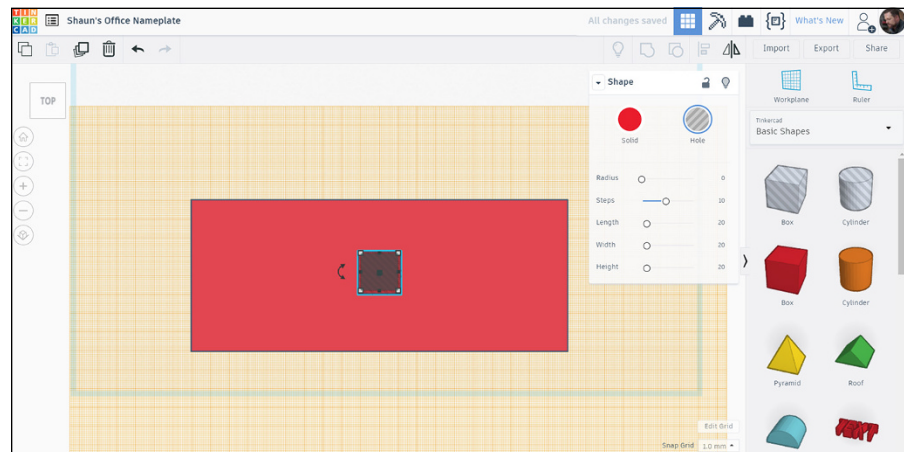 TIN
KER
CAD
Shaun's Office Nameplate
All changes saved
What's New
Import
Export
Share
TOP
Shape
Solid
Hole
Radius 0
Steps 10
Length 20
Width 20
Height 20
Workplane
Ruler
Tinkercad
Basic Shapes
Box
Cylinder
Box
Cylinder
Pyramid
Roof
TEXT
Edit Grid
Snap Grid 1.0 mm